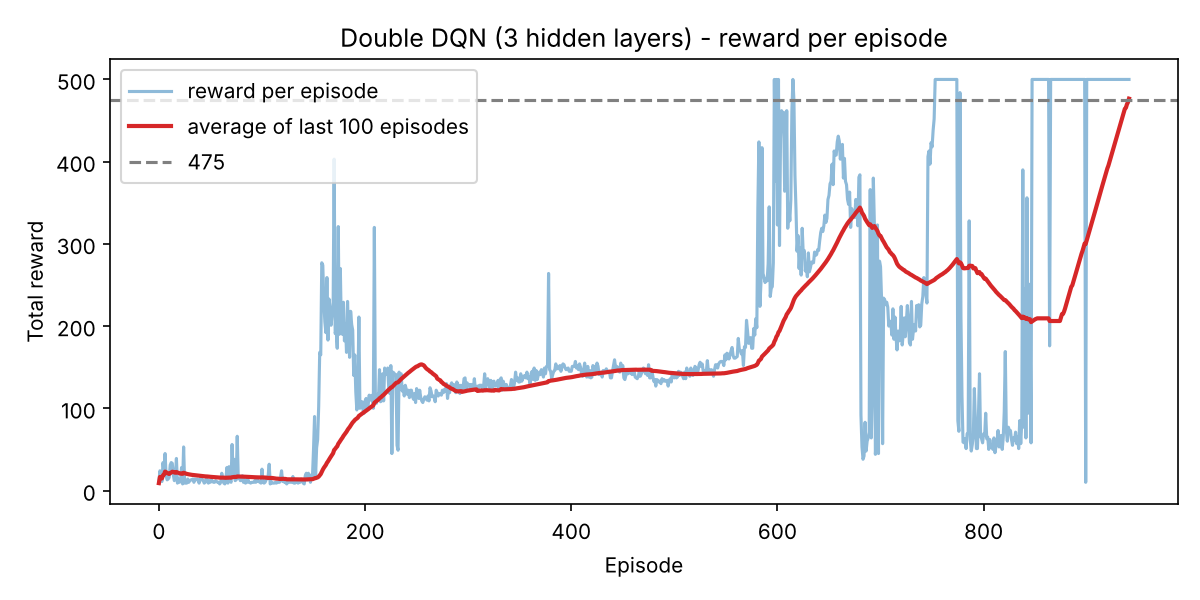 Double DQN (3 hidden layers) - reward per episode
500
400
300
200
100
0
Total reward
reward per episode
average of last 100 episodes
475
0
200
400
600
800
Episode